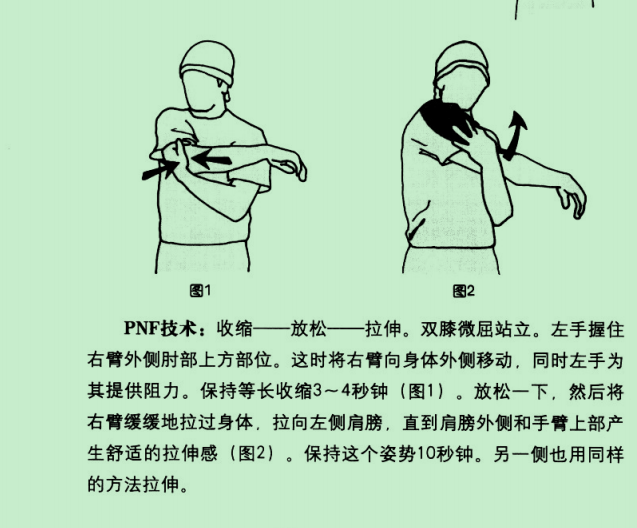 图1
图2
PNF技术：收缩——放松——拉伸。双膝微屈站立。左手握住
右臂外侧肘部上方部位。这时将右臂向身体外侧移动，同时左手为
其提供阻力。保持等长收缩3～4秒钟（图1）。放松一下，然后将
右臂缓缓地拉过身体，拉向左侧肩膀，直到肩膀外侧和手臂上部产
生舒适的拉伸感（图2）。保持这个姿势10秒钟。另一侧也用同样
的方法拉伸。